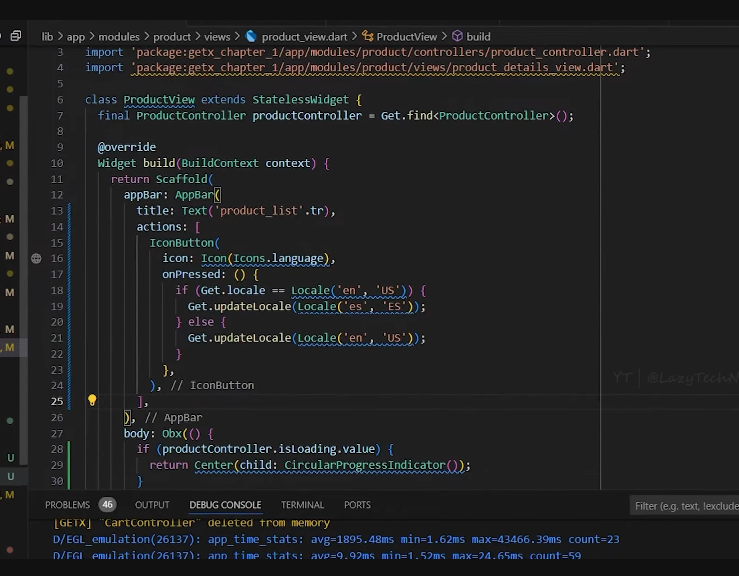 lib > app > modules > product > views > product_view.dart > ProductView > build
3 import 'package:getx_chapter_1/app/modules/product/controllers/product_controller.dart';
4 import 'package:getx_chapter_1/app/modules/product/views/product_details_view.dart';
5
6 class ProductView extends StatelessWidget {
7 final ProductController productController = Get.find<ProductController>();
8
9 @override
10 Widget build(BuildContext context) {
11 return Scaffold(
12 appBar: AppBar(
13 title: Text('product_list'.tr),
14 actions: [
15 IconButton(
16 icon: Icon(Icons.language),
17 onPressed: () {
18 if (Get.locale == Locale('en', 'US')) {
19 Get.updateLocale(Locale('es', 'ES'));
20 } else {
21 Get.updateLocale(Locale('en', 'US'));
22 }
23 },
24 ), // IconButton
25 ],
26 ), // AppBar
27 body: Obx(() {
28 if (productController.isLoading.value) {
29 return Center(child: CircularProgressIndicator());
30 }
M
M
M
M
M
M
U
U
M
YT | @LazyTechN
PROBLEMS 46 OUTPUT DEBUG CONSOLE TERMINAL PORTS Filter (e.g. text, !exclude
[GETX] "CartController" deleted from memory
D/EGL_emulation(26137): app_time_stats: avg=1895.48ms min=1.62ms max=43466.39ms count=23
D/EGL_emulation(26137): app_time_stats: avg=9.92ms min=1.52ms max=24.65ms count=59